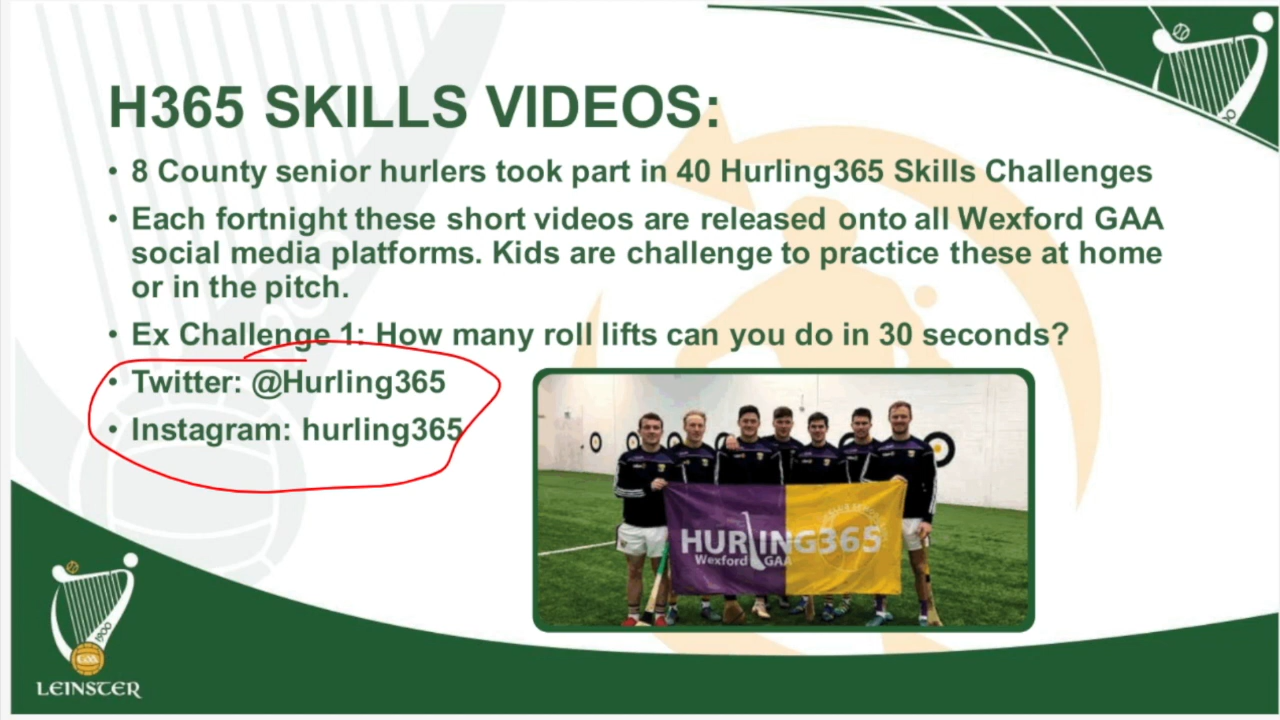 H365 SKILLS VIDEOS:
• 8 County senior hurlers took part in 40 Hurling365 Skills Challenges
• Each fortnight these short videos are released onto all Wexford GAA
social media platforms. Kids are challenge to practice these at home
or in the pitch.
• Ex Challenge 1: How many roll lifts can you do in 30 seconds?
• Twitter: @Hurling365
• Instagram: hurling365
HURLING365
Wexford GAA
1900
GAA
LEINSTER